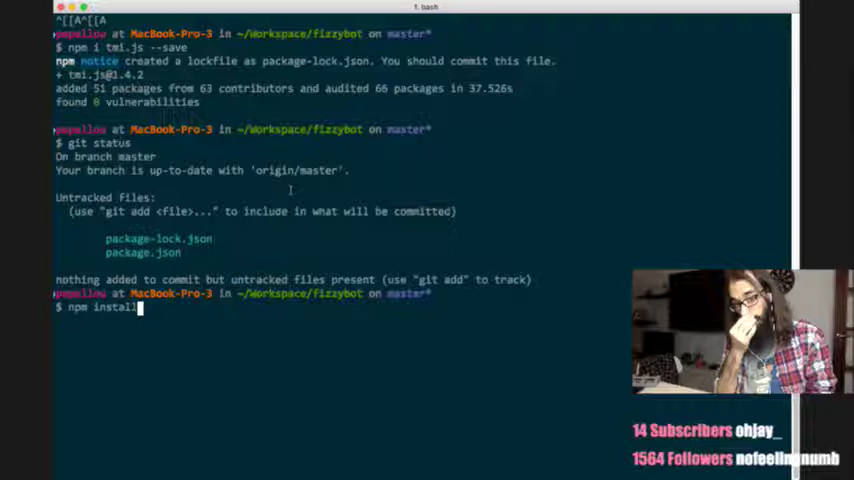 1. bash
^[[A^[[A
popallow at MacBook-Pro-3 in ~/Workspace/fizzybot on master*
$ npm i tmi.js --save
npm notice created a lockfile as package-lock.json. You should commit this file.
+ tmi.js@1.4.2
added 51 packages from 63 contributors and audited 66 packages in 37.526s
found 0 vulnerabilities
popallow at MacBook-Pro-3 in ~/Workspace/fizzybot on master*
$ git status
On branch master
Your branch is up-to-date with 'origin/master'.
Untracked files:
(use "git add <file>..." to include in what will be committed)
package-lock.json
package.json
nothing added to commit but untracked files present (use "git add" to track)
popallow at MacBook-Pro-3 in ~/Workspace/fizzybot on master*
$ npm install
14 Subscribers ohjay_
1564 Followers nofeelingnumb